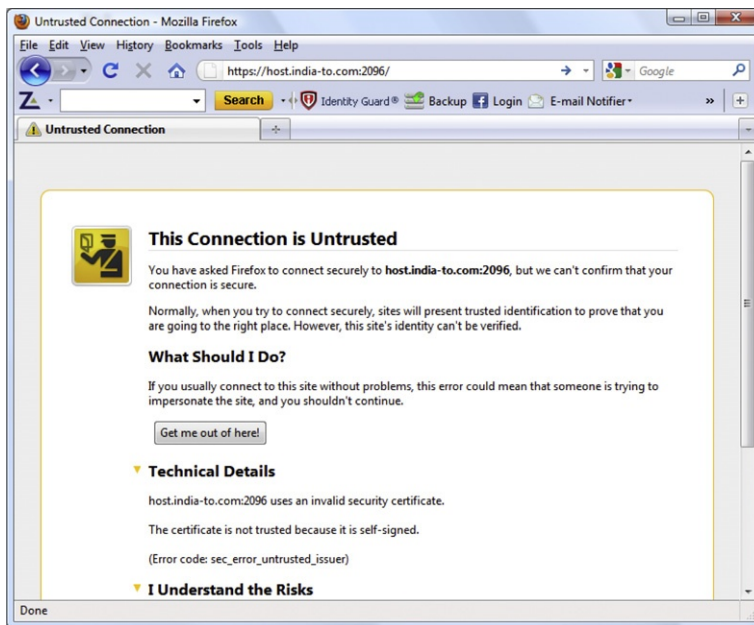 Untrusted Connection - Mozilla Firefox
File Edit View History Bookmarks Tools Help
https://host.india-to.com:2096/
Google
Search
Identity Guard®
Backup
Login
E-mail Notifier
»
Untrusted Connection
This Connection is Untrusted
You have asked Firefox to connect securely to host.india-to.com:2096, but we can't confirm that your
connection is secure.
Normally, when you try to connect securely, sites will present trusted identification to prove that you
are going to the right place. However, this site's identity can't be verified.
What Should I Do?
If you usually connect to this site without problems, this error could mean that someone is trying to
impersonate the site, and you shouldn't continue.
Get me out of here!
Technical Details
host.india-to.com:2096 uses an invalid security certificate.
The certificate is not trusted because it is self-signed.
(Error code: sec_error_untrusted_issuer)
I Understand the Risks
Done